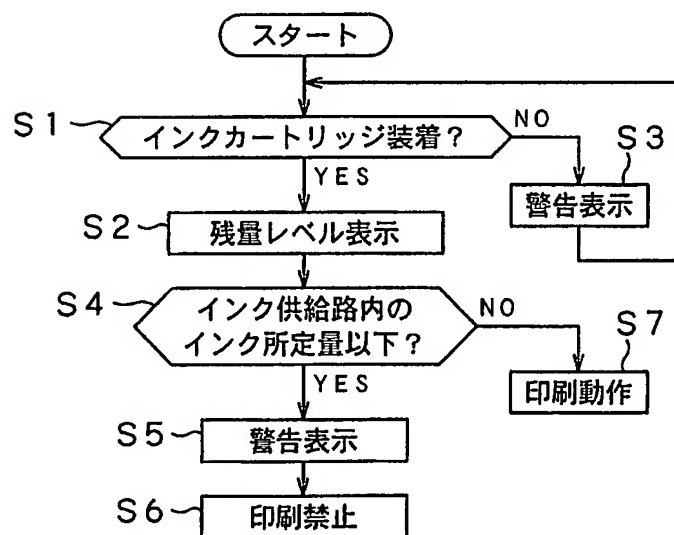 スタート
S1
インクカートリッジ装着?
NO
S3
YES
警告表示
S2
残量レベル表示
S4
インク供給路内の
インク所定量以下?
NO
S7
YES
印刷動作
S5
警告表示
S6
印刷禁止